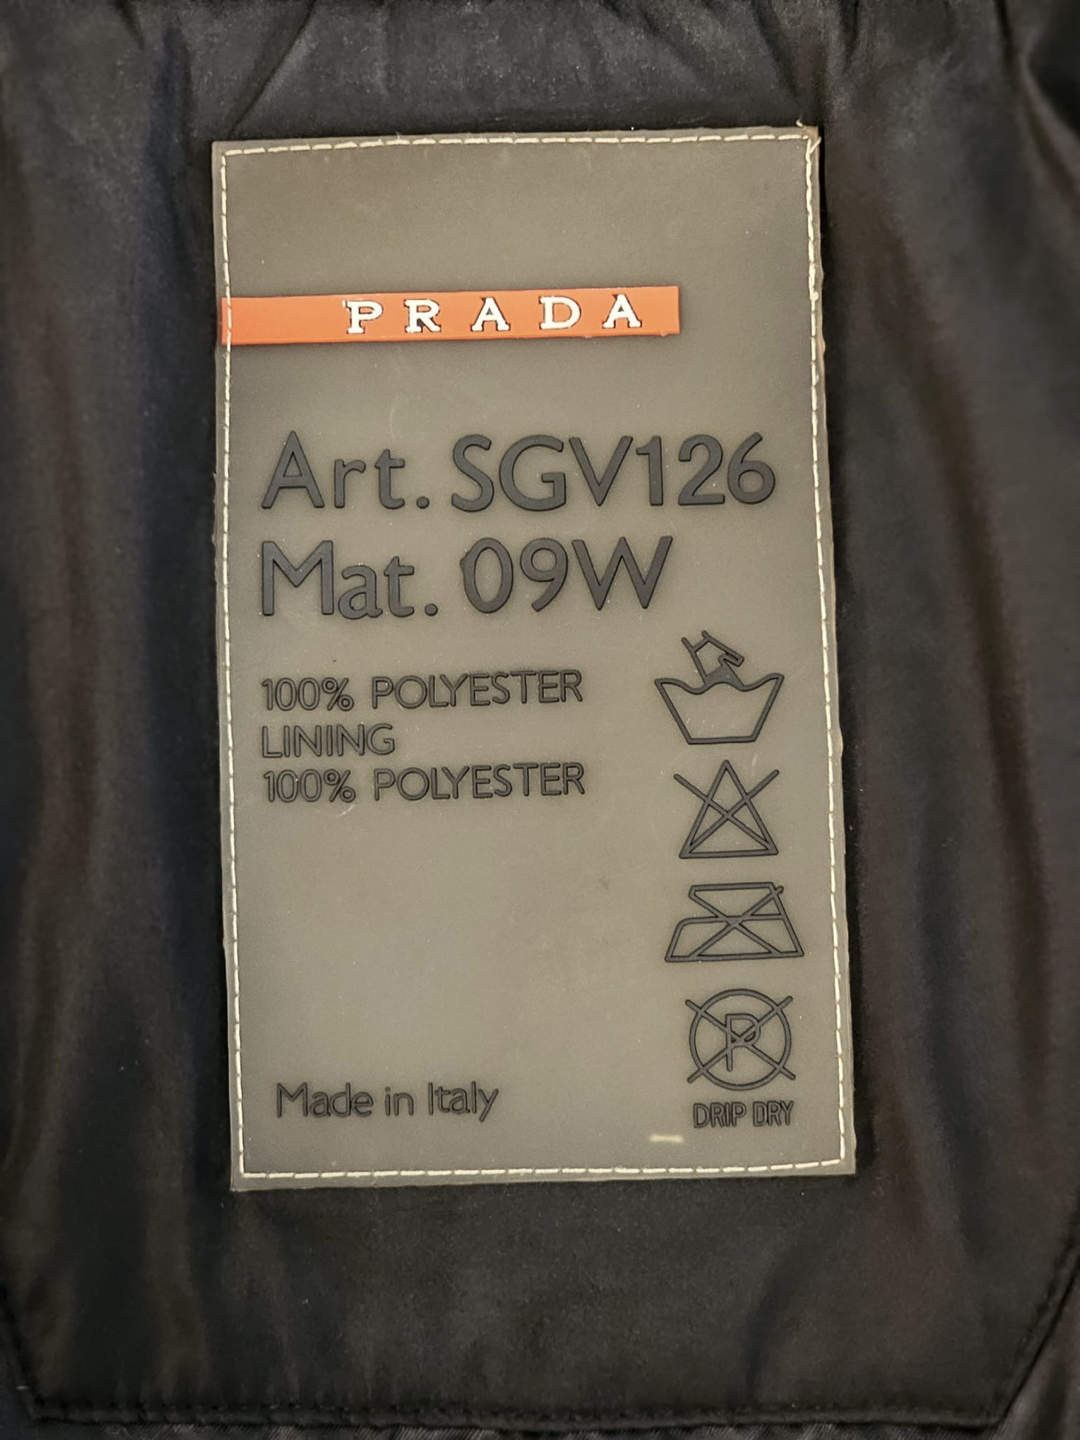 PRADA
Art. SGV126
Mat. 09W
100% POLYESTER
LINING
100% POLYESTER
P
Made in Italy
DRIP DRY